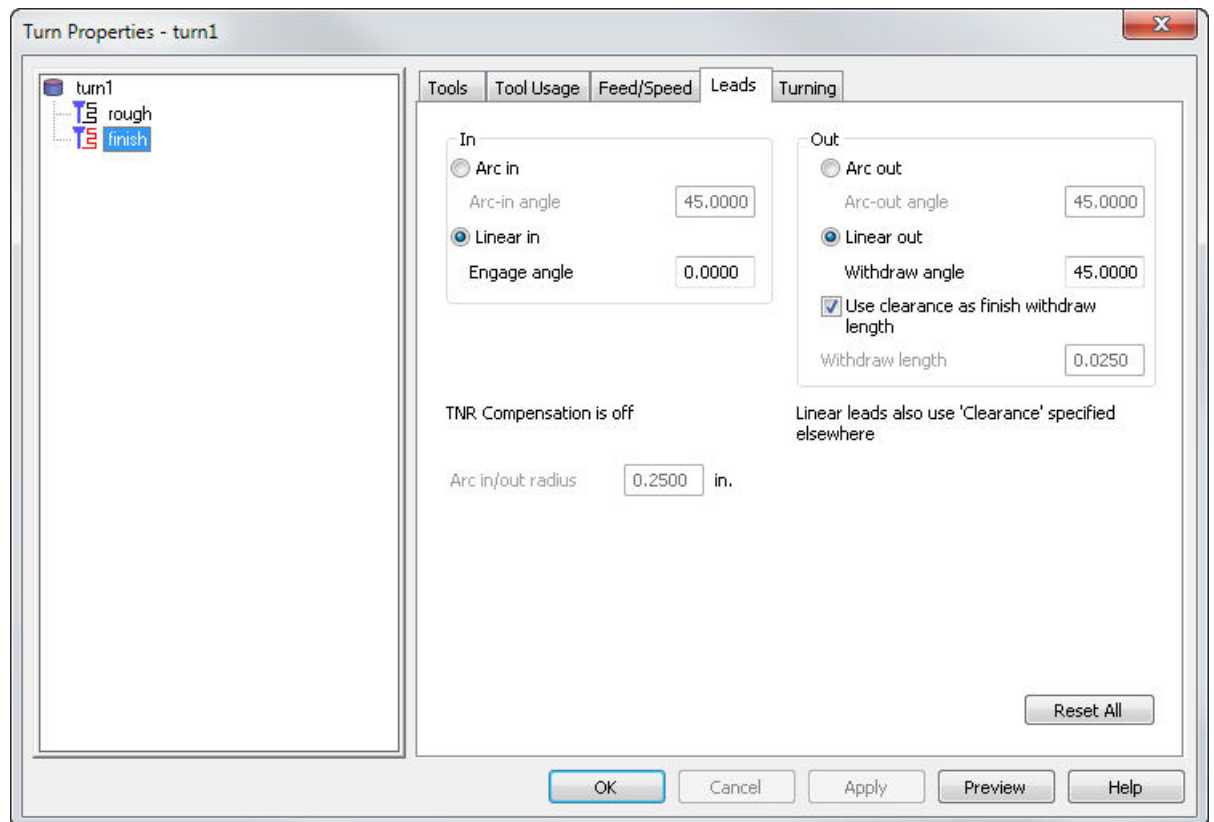 Turn Properties - turn1
turn1
rough
finish
Tools
Tool Usage
Feed/Speed
Leads
Turning
In
Arc in
Arc-in angle 45.0000
Linear in
Engage angle 0.0000
Out
Arc out
Arc-out angle 45.0000
Linear out
Withdraw angle 45.0000
Use clearance as finish withdraw
length
Withdraw length 0.0250
TNR Compensation is off
Linear leads also use 'Clearance' specified
elsewhere
Arc in/out radius 0.2500 in.
Reset All
OK
Cancel
Apply
Preview
Help